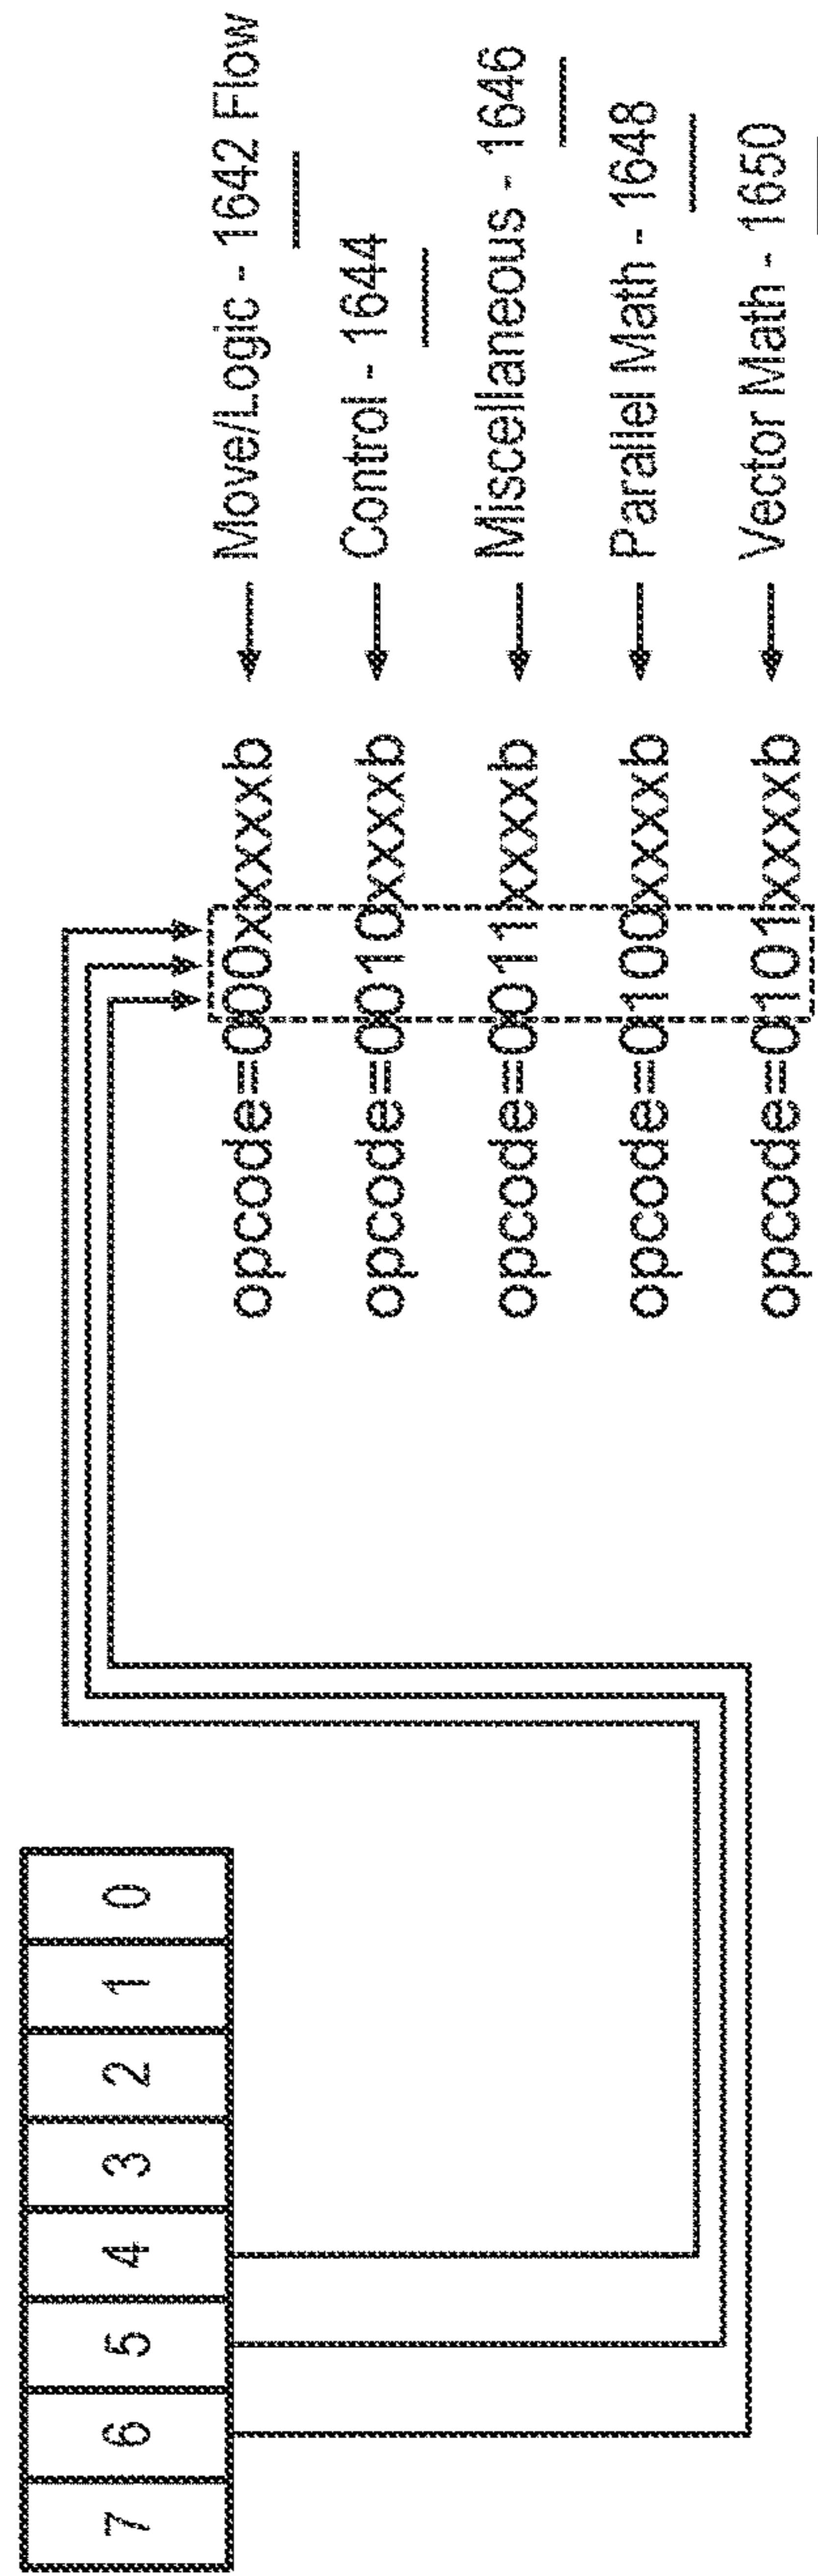 7 6 5 4 3 2 1 0
opcode=000xxxxxb ← Move/Logic - 1642 Flow
opcode=0010xxxxb ← Control - 1644
opcode=0011xxxxb ← Miscellaneous - 1646
opcode=0100xxxxb ← Parallel Math - 1648
opcode=0101xxxxb ← Vector Math - 1650